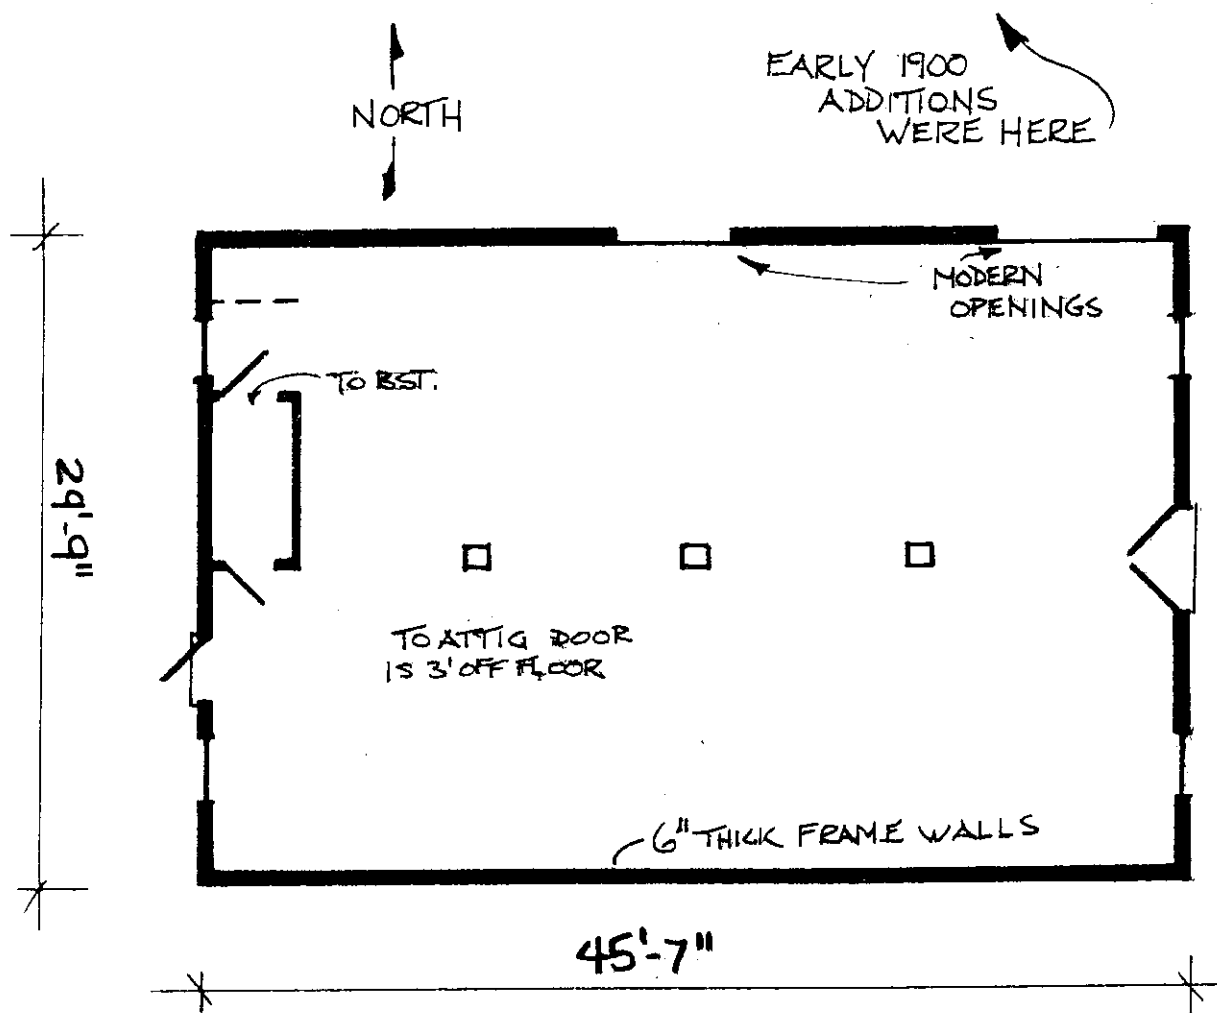 EARLY 1900
ADDITIONS
WERE HERE
NORTH
MODERN
OPENINGS
TO BST.
29'-9"
TO ATTIC DOOR
IS 3' OFF FLOOR
6" THICK FRAME WALLS
45'-7"